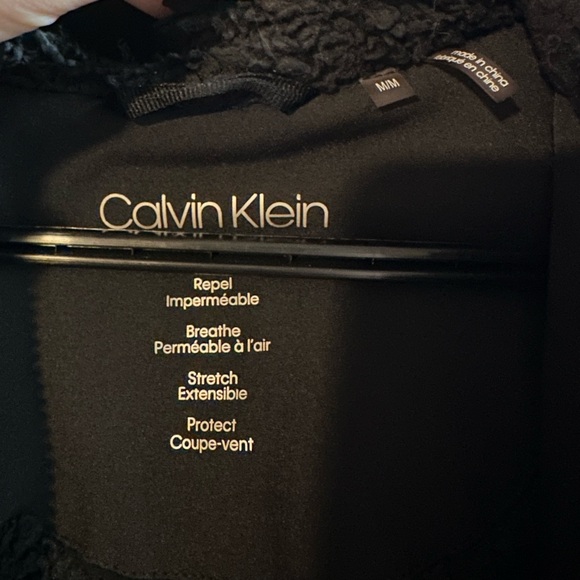 M/M
made in china
fabriqué en chine
Calvin Klein
Repel
Imperméable
Breathe
Perméable à l'air
Stretch
Extensible
Protect
Coupe-vent